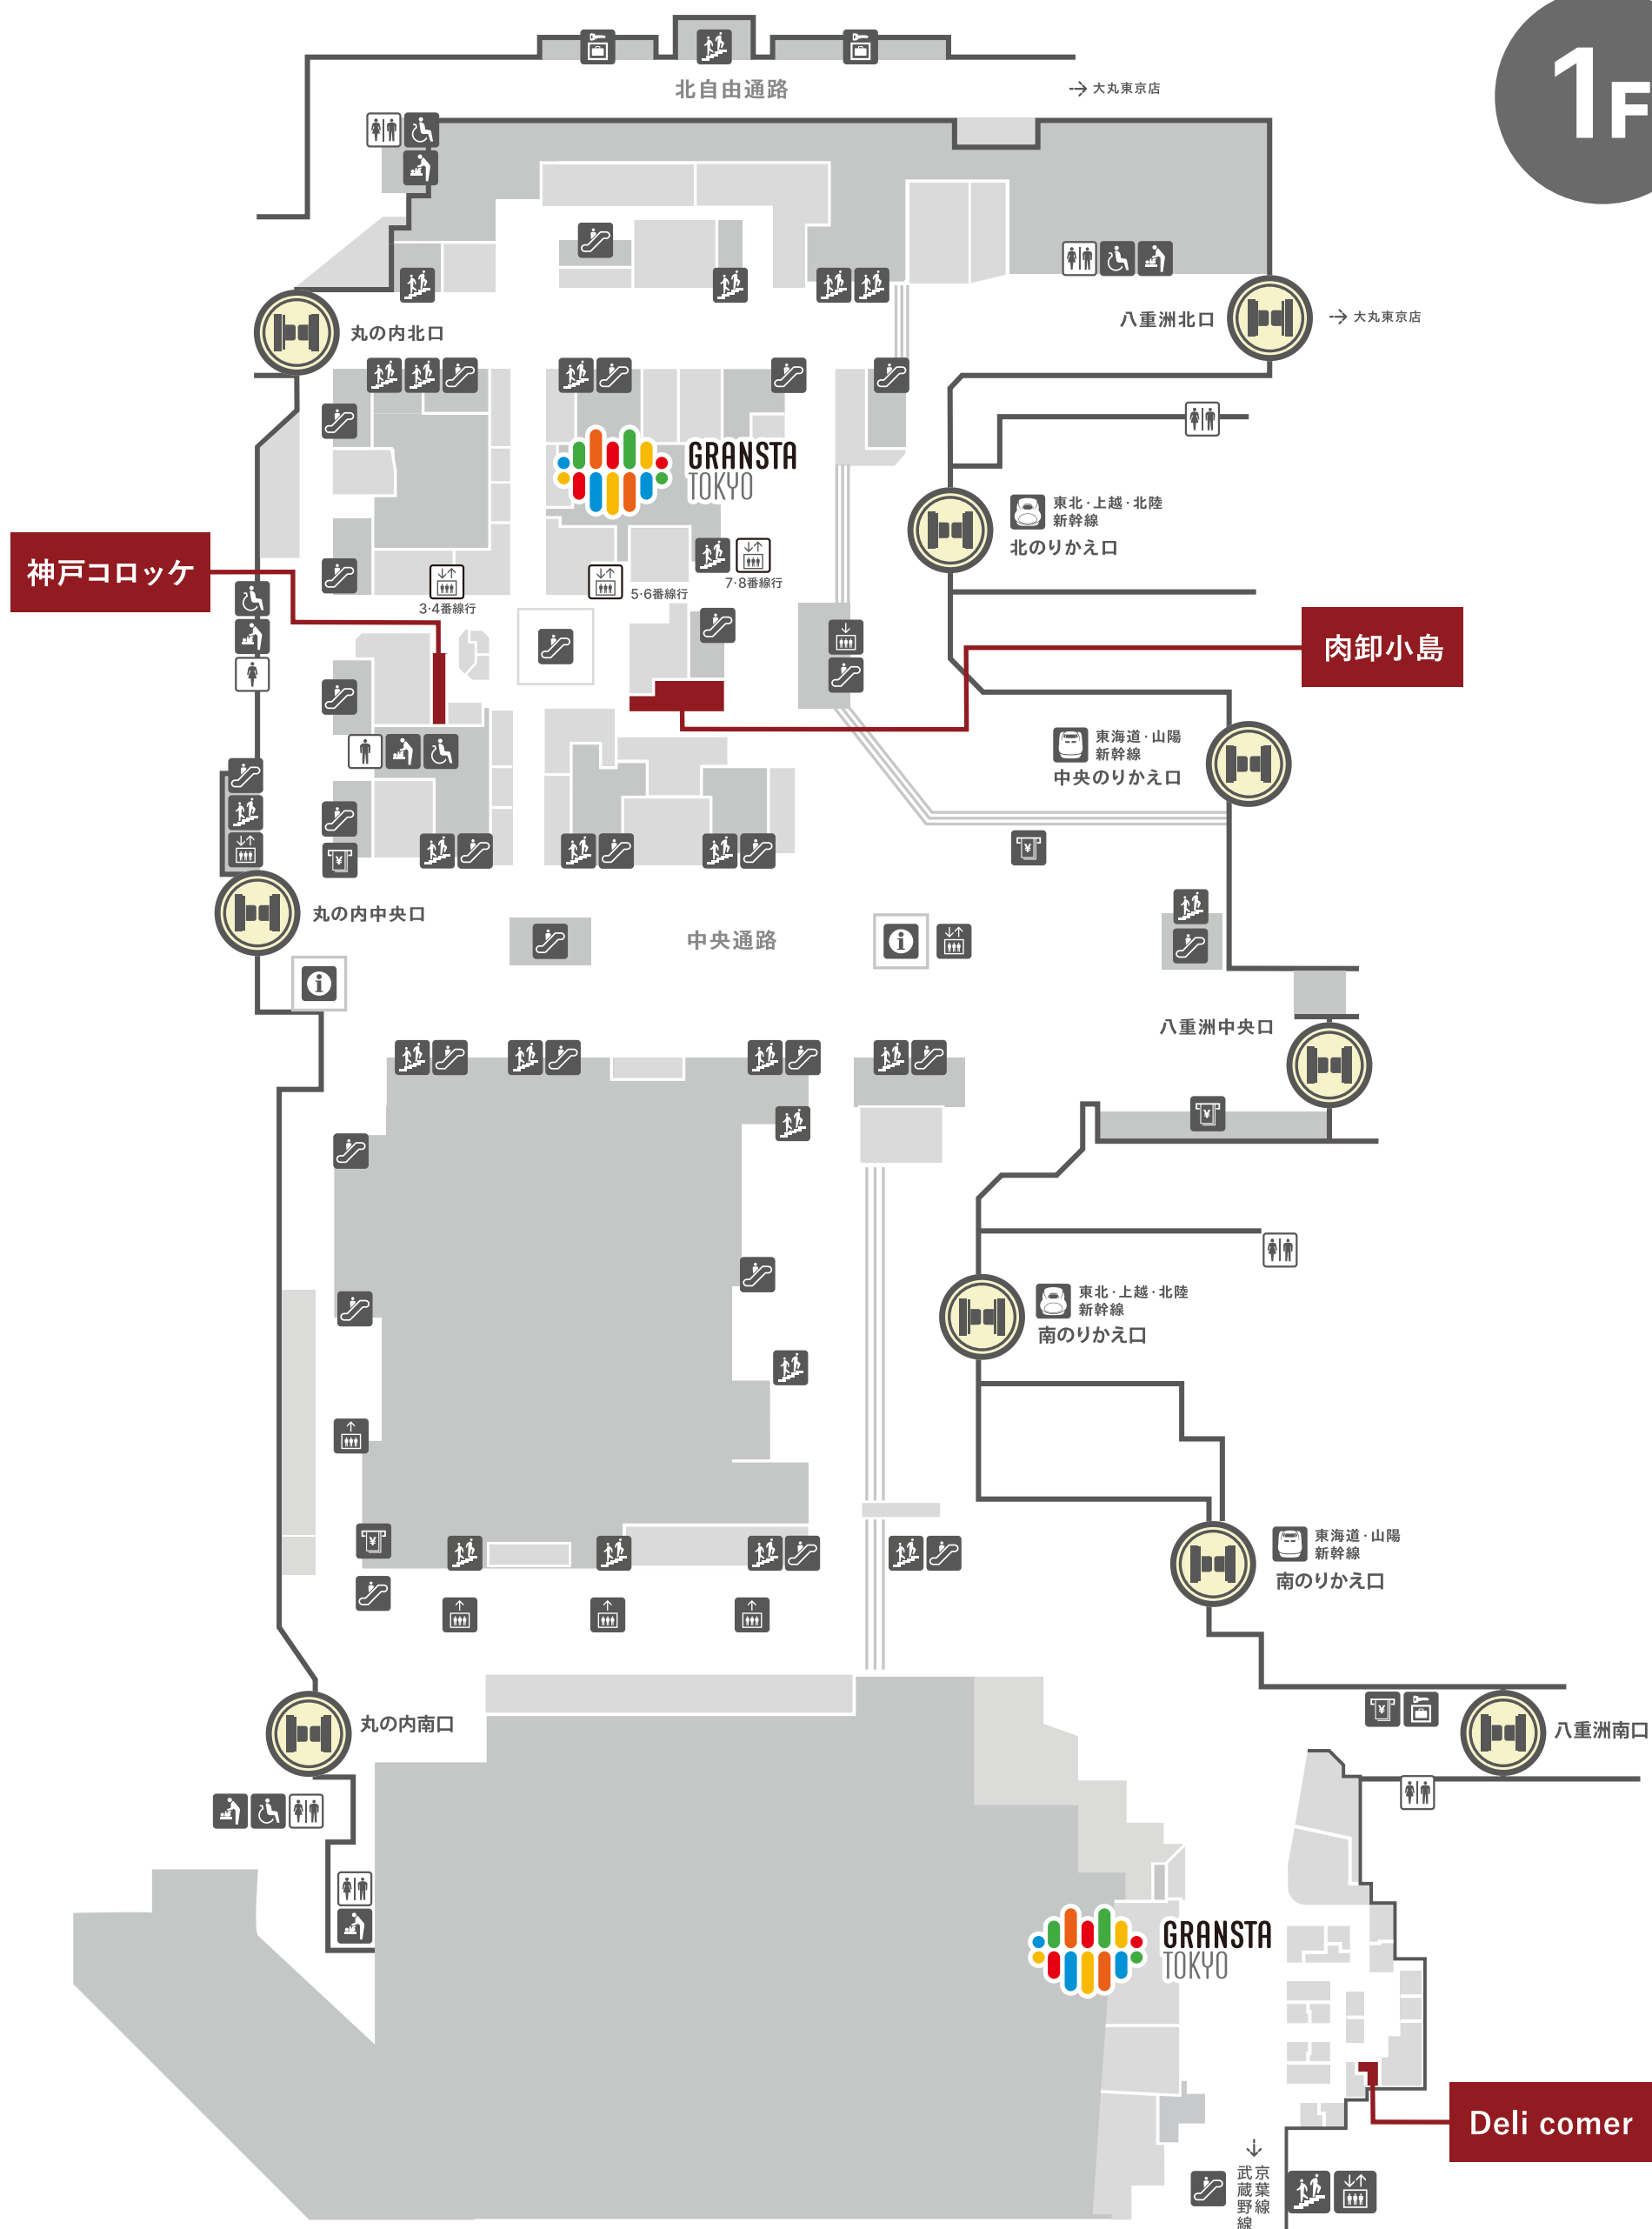 1F
北自由通路
大丸東京店
丸の内北口
八重洲北口
大丸東京店
GRANSTA
TOKYO
東北·上越·北陸
新幹線
北のりかえ口
神戸コロッケ
3·4番線行
5·6番線行
7·8番線行
肉卸小島
東海道·山陽
新幹線
中央のりかえ口
¥
¥
丸の内中央口
中央通路
i
i
八重洲中央口
¥
東北·上越·北陸
新幹線
南のりかえ口
¥
東海道·山陽
新幹線
南のりかえ口
丸の内南口
¥
八重洲南口
GRANSTA
TOKYO
Deli comer
京葉線
武蔵野線